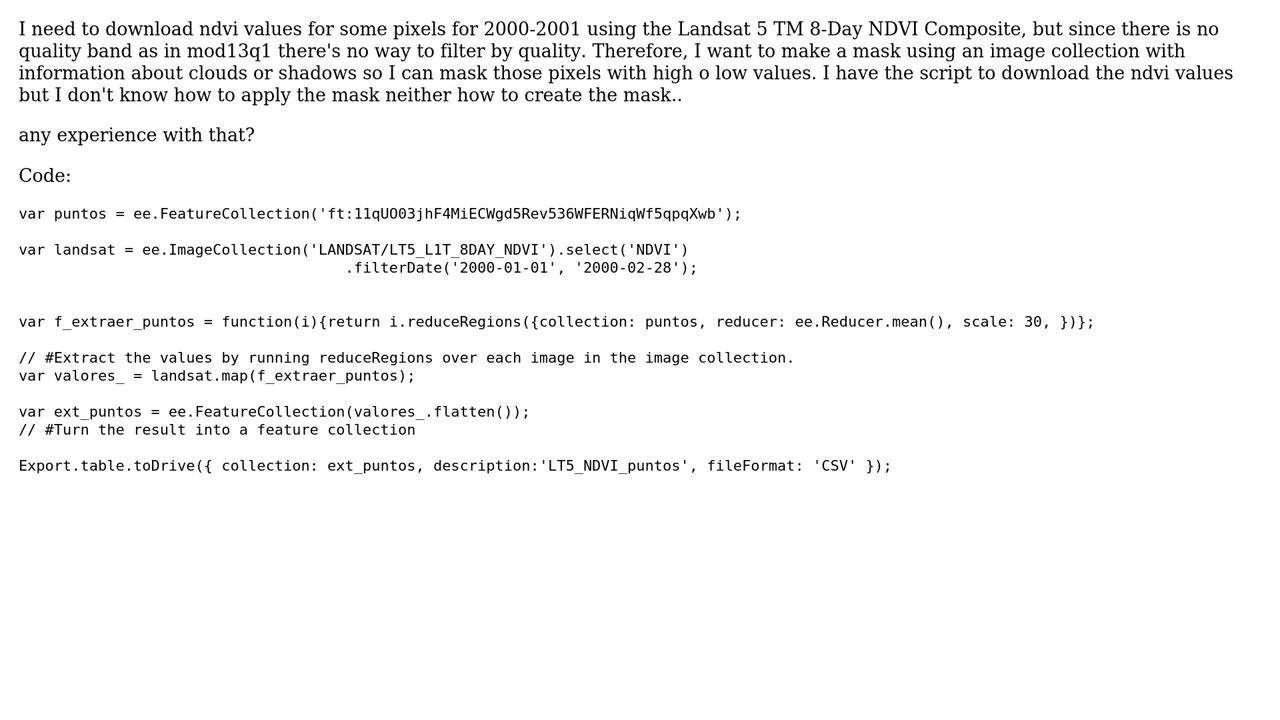 I need to download ndvi values for some pixels for 2000-2001 using the Landsat 5 TM 8-Day NDVI Composite, but since there is no
quality band as in mod13q1 there's no way to filter by quality. Therefore, I want to make a mask using an image collection with
information about clouds or shadows so I can mask those pixels with high o low values. I have the script to download the ndvi values
but I don't know how to apply the mask neither how to create the mask..
any experience with that?
Code:
var puntos = ee.FeatureCollection('ft:11qUO03jhF4MiECWgd5Rev536WFERNiqWf5qpqXwb');
var landsat = ee.ImageCollection('LANDSAT/LT5_L1T_8DAY_NDVI').select('NDVI')
.filterDate('2000-01-01', '2000-02-28');
var f_extraer_puntos = function(i){return i.reduceRegions({collection: puntos, reducer: ee.Reducer.mean(), scale: 30, })};
// #Extract the values by running reduceRegions over each image in the image collection.
var valores_ = landsat.map(f_extraer_puntos);
var ext_puntos = ee.FeatureCollection(valores_.flatten());
// #Turn the result into a feature collection
Export.table.toDrive({ collection: ext_puntos, description:'LT5_NDVI_puntos', fileFormat: 'CSV' });